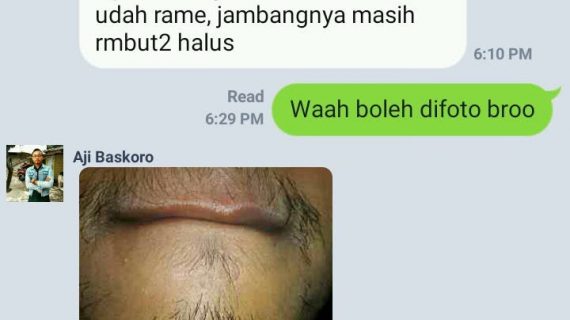 udah rame, jambangnya masih
rmbut2 halus
6:10 PM
Read
6:29 PM
Waah boleh difoto broo
Aji Baskoro